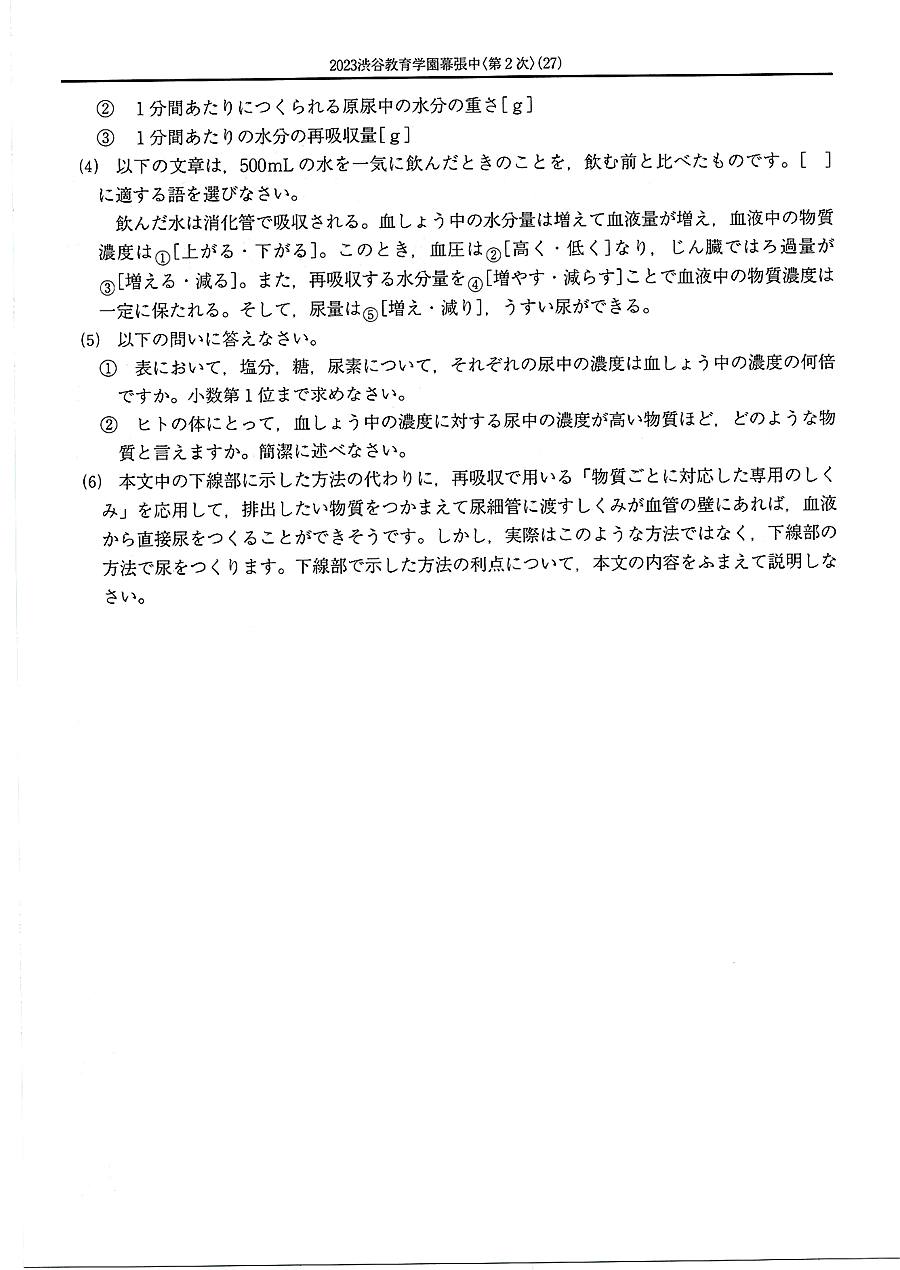 2023渋谷教育学園幕張中〈第2次〉(27)
② 1分間あたりにつくられる原尿中の水分の重さ[g]
③ 1分間あたりの水分の再吸収量[g]
(4) 以下の文章は，500mLの水を一気に飲んだときのことを，飲む前と比べたものです。[ ]
に適する語を選びなさい。
飲んだ水は消化管で吸収される。血しょう中の水分量は増えて血液量が増え，血液中の物質
濃度は①[上がる・下がる]。このとき，血圧は②[高く・低く]なり，じん臓ではろ過量が
③[増える・減る]。また，再吸収する水分量を④[増やす・減らす]ことで血液中の物質濃度は
一定に保たれる。そして，尿量は⑤[増え・減り]，うすい尿ができる。
(5) 以下の問いに答えなさい。
① 表において，塩分，糖，尿素について，それぞれの尿中の濃度は血しょう中の濃度の何倍
ですか。小数第1位まで求めなさい。
② ヒトの体にとって，血しょう中の濃度に対する尿中の濃度が高い物質ほど，どのような物
質と言えますか。簡潔に述べなさい。
(6) 本文中の下線部に示した方法の代わりに，再吸収で用いる「物質ごとに対応した専用のしく
み」を応用して，排出したい物質をつかまえて尿細管に渡すしくみが血管の壁にあれば，血液
から直接尿をつくることができそうです。しかし，実際はこのような方法ではなく，下線部の
方法で尿をつくります。下線部で示した方法の利点について，本文の内容をふまえて説明しな
さい。